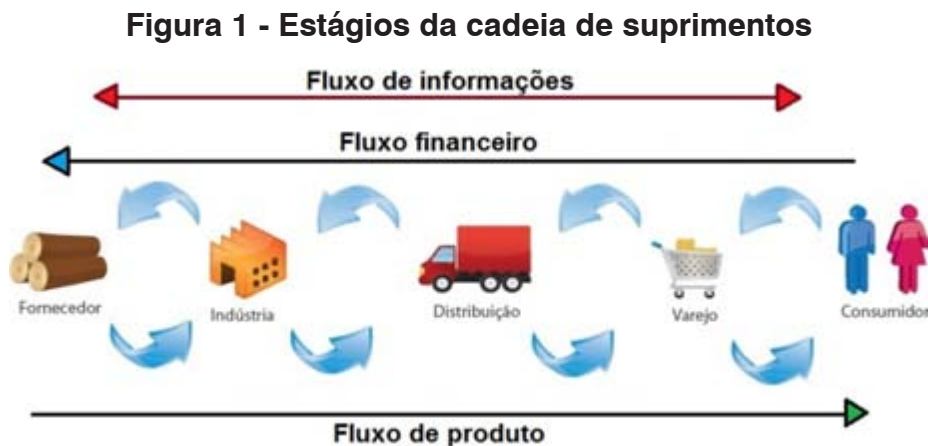 Figura 1 - Estágios da cadeia de suprimentos
Fluxo de informações
Fluxo financeiro
Fornecedor
Indústria
Distribuição
Varejo
Consumidor
Fluxo de produto